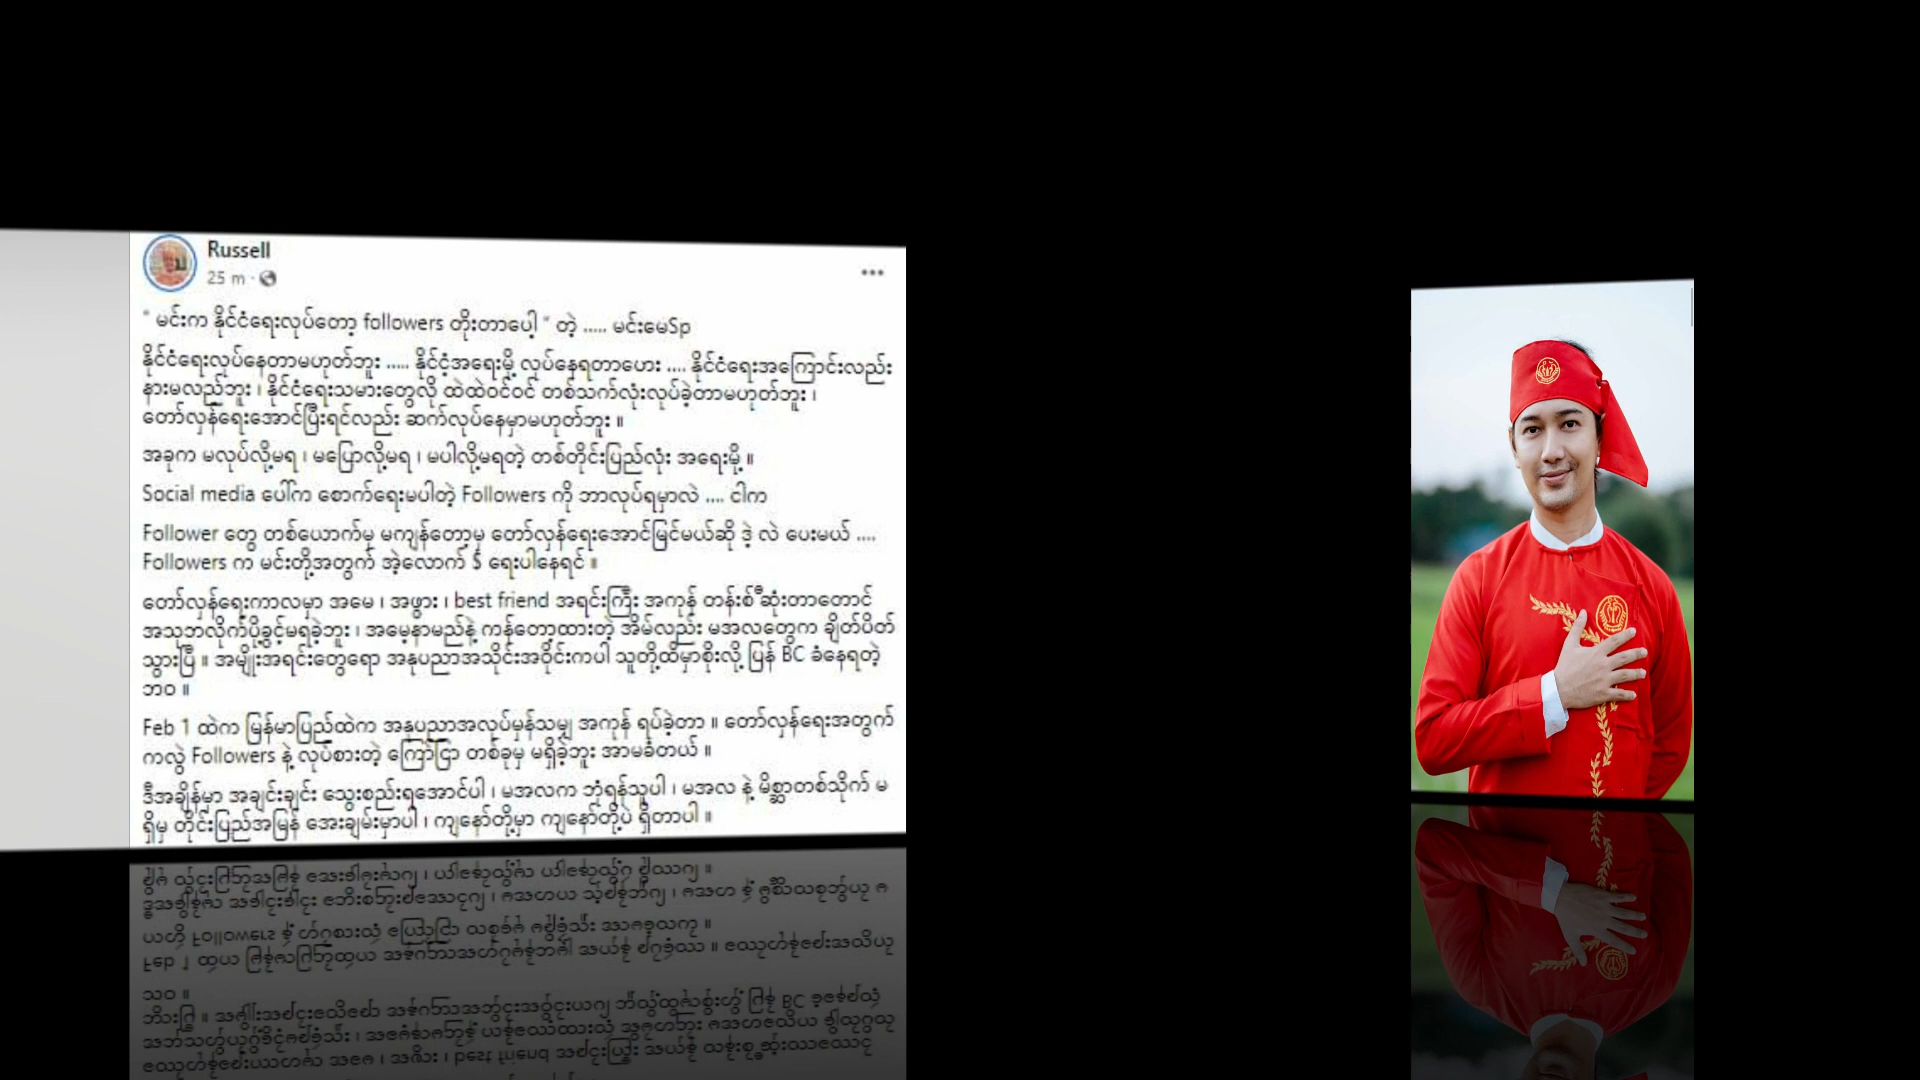 Russell
25 m
" မင်းက နိုင်ငံရေးလုပ်တော့ followers တိုးတာပေါ့ " တဲ့ ..... မင်းမေSp
နိုင်ငံရေးလုပ်နေတာမဟုတ်ဘူး ..... နိုင်ငံ့အရေးမို့ လုပ်နေရတာဟေး .... နိုင်ငံရေးအကြောင်းလည်း
နားမလည်ဘူး ၊ နိုင်ငံရေးသမားတွေလို ထဲထဲဝင်ဝင် တစ်သက်လုံးလုပ်ခဲ့တာမဟုတ်ဘူး ၊
တော်လှန်ရေးအောင်ပြီးရင်လည်း ဆက်လုပ်နေမှာမဟုတ်ဘူး ။
အခုက မလုပ်လို့မရ ၊ မပြောလို့မရ ၊ မပါလို့မရတဲ့ တစ်တိုင်းပြည်လုံး အရေးမို့ ။
Social media ပေါ်က စောက်ရေးမပါတဲ့ Followers ကို ဘာလုပ်ရမှာလဲ .... ငါက
Follower တွေ တစ်ယောက်မှ မကျန်တော့မှ တော်လှန်ရေးအောင်မြင်မယ်ဆို ဒဲ့ လဲ ပေးမယ် ....
Followers က မင်းတို့အတွက် အဲ့လောက် S ရေးပါနေရင် ။
တော်လှန်ရေးကာလမှာ အမေ ၊ အဖွား ၊ best friend အရင်းကြီး အကုန် တန်းစီဆုံးတာတောင်
အသုဘလိုက်ပို့ခွင့်မရခဲ့ဘူး ၊ အမေ့နာမည်နဲ့ ကန်တော့ထားတဲ့ အိမ်လည်း မအလတွေက ချိတ်ပိတ်
သွားပြီ ။ အမျိုးအရင်းတွေရော အနုပညာအသိုင်းအဝိုင်းကပါ သူတို့ထိမှာစိုးလို့ ပြန် BC ခံနေရတဲ့
ဘဝ ။
Feb 1 ထဲက မြန်မာပြည်ထဲက အနုပညာအလုပ်မှန်သမျှ အကုန် ရပ်ခဲ့တာ ။ တော်လှန်ရေးအတွက်
ကလွဲ Followers နဲ့ လုပ်စားတဲ့ ကြော်ငြာ တစ်ခုမှ မရှိခဲ့ဘူး အာမခံတယ် ။
ဒီအချိန်မှာ အချင်းချင်း သွေးစည်းရအောင်ပါ ၊ မအလက ဘုံရန်သူပါ ၊ မအလ နဲ့ မိစ္ဆာတစ်သိုက် မ
ရှိမှ တိုင်းပြည်အမြန် အေးချမ်းမှာပါ ၊ ကျနော်တို့မှာ ကျနော်တို့ပဲ ရှိတာပါ ။